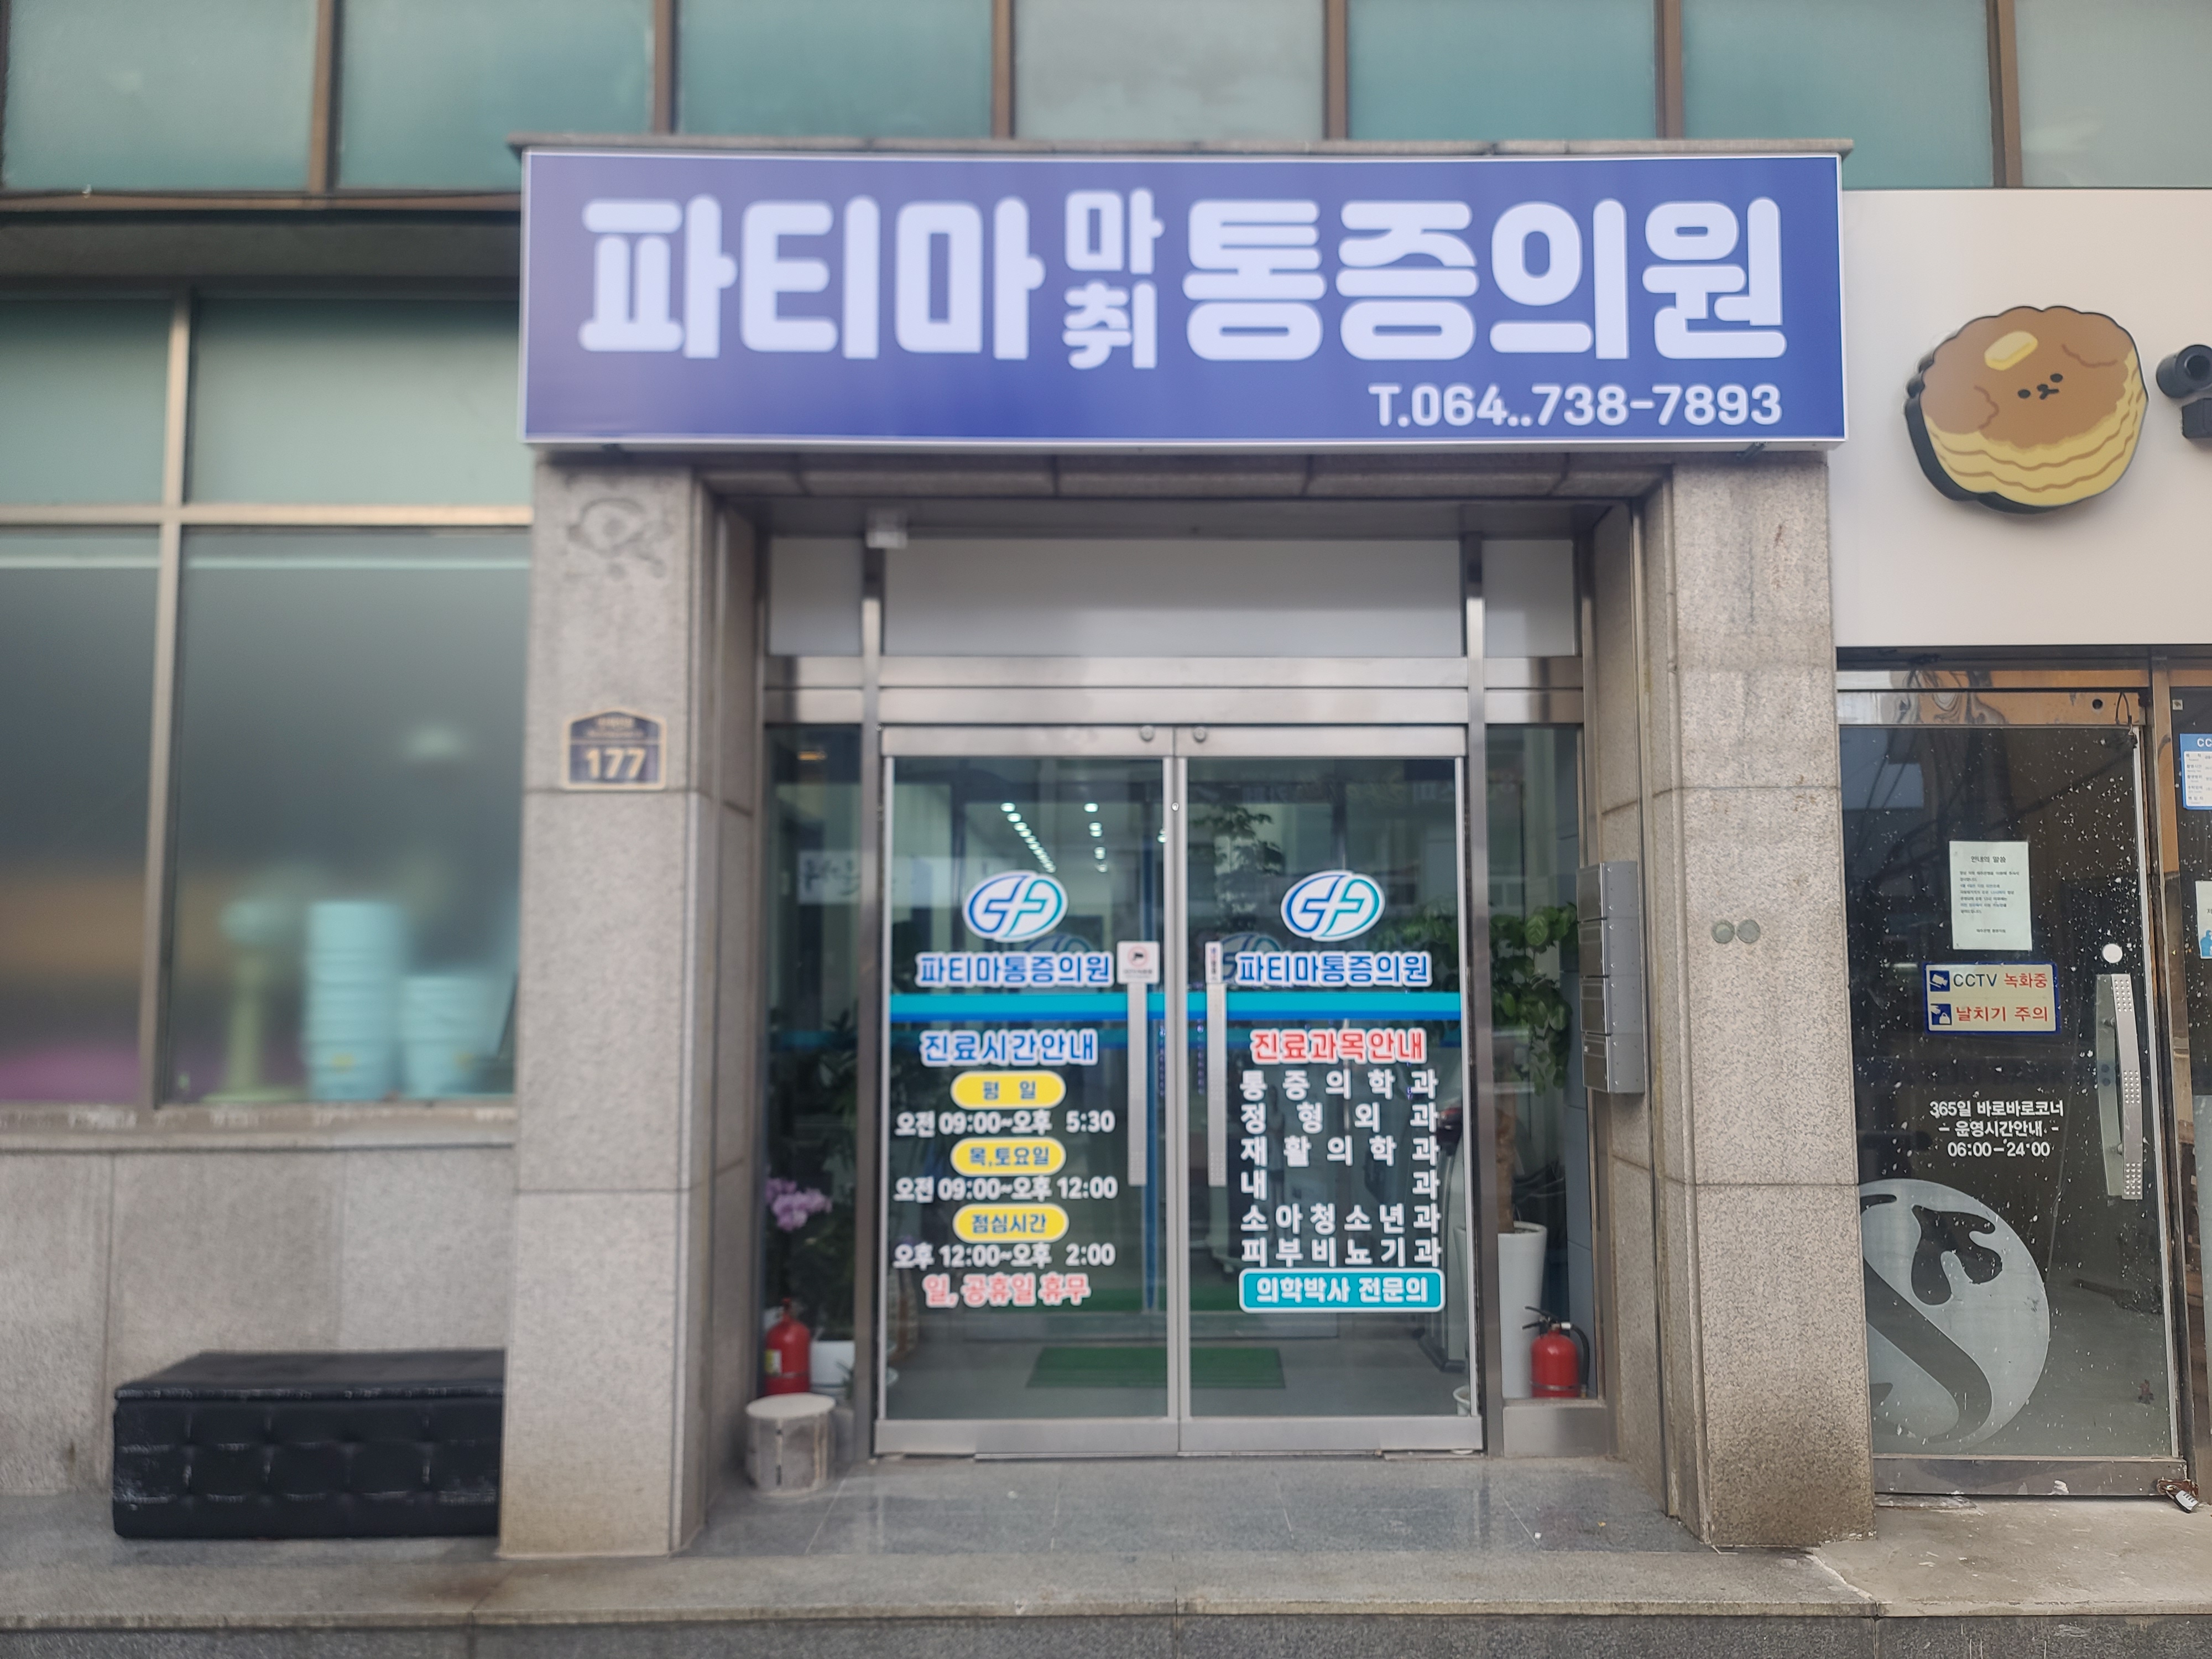 파티마 마취 통증의원
T.064..738-7893
177
파티마통증의원
진료시간안내
평 일
오전 09:00~오후 5:30
목,토요일
오전 09:00~오후 12:00
점심시간
오후 12:00~오후 2:00
일, 공휴일 휴무
파티마통증의원
진료과목안내
통증의학과
정형외과
재활의학과
내과
소아청소년과
피부비뇨기과
의학박사 전문의
안내의 말씀
CCTV 녹화중
날치기 주의
365일 바로바로코너
- 운영시간안내 -
06:00-24:00
CC